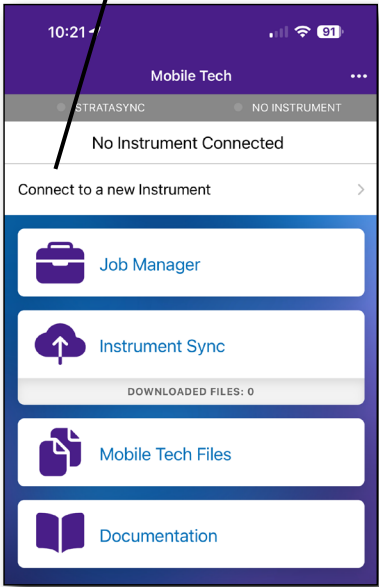 10:21
91
Mobile Tech
STRATASYNC
NO INSTRUMENT
No Instrument Connected
Connect to a new Instrument
Job Manager
Instrument Sync
DOWNLOADED FILES: 0
Mobile Tech Files
Documentation